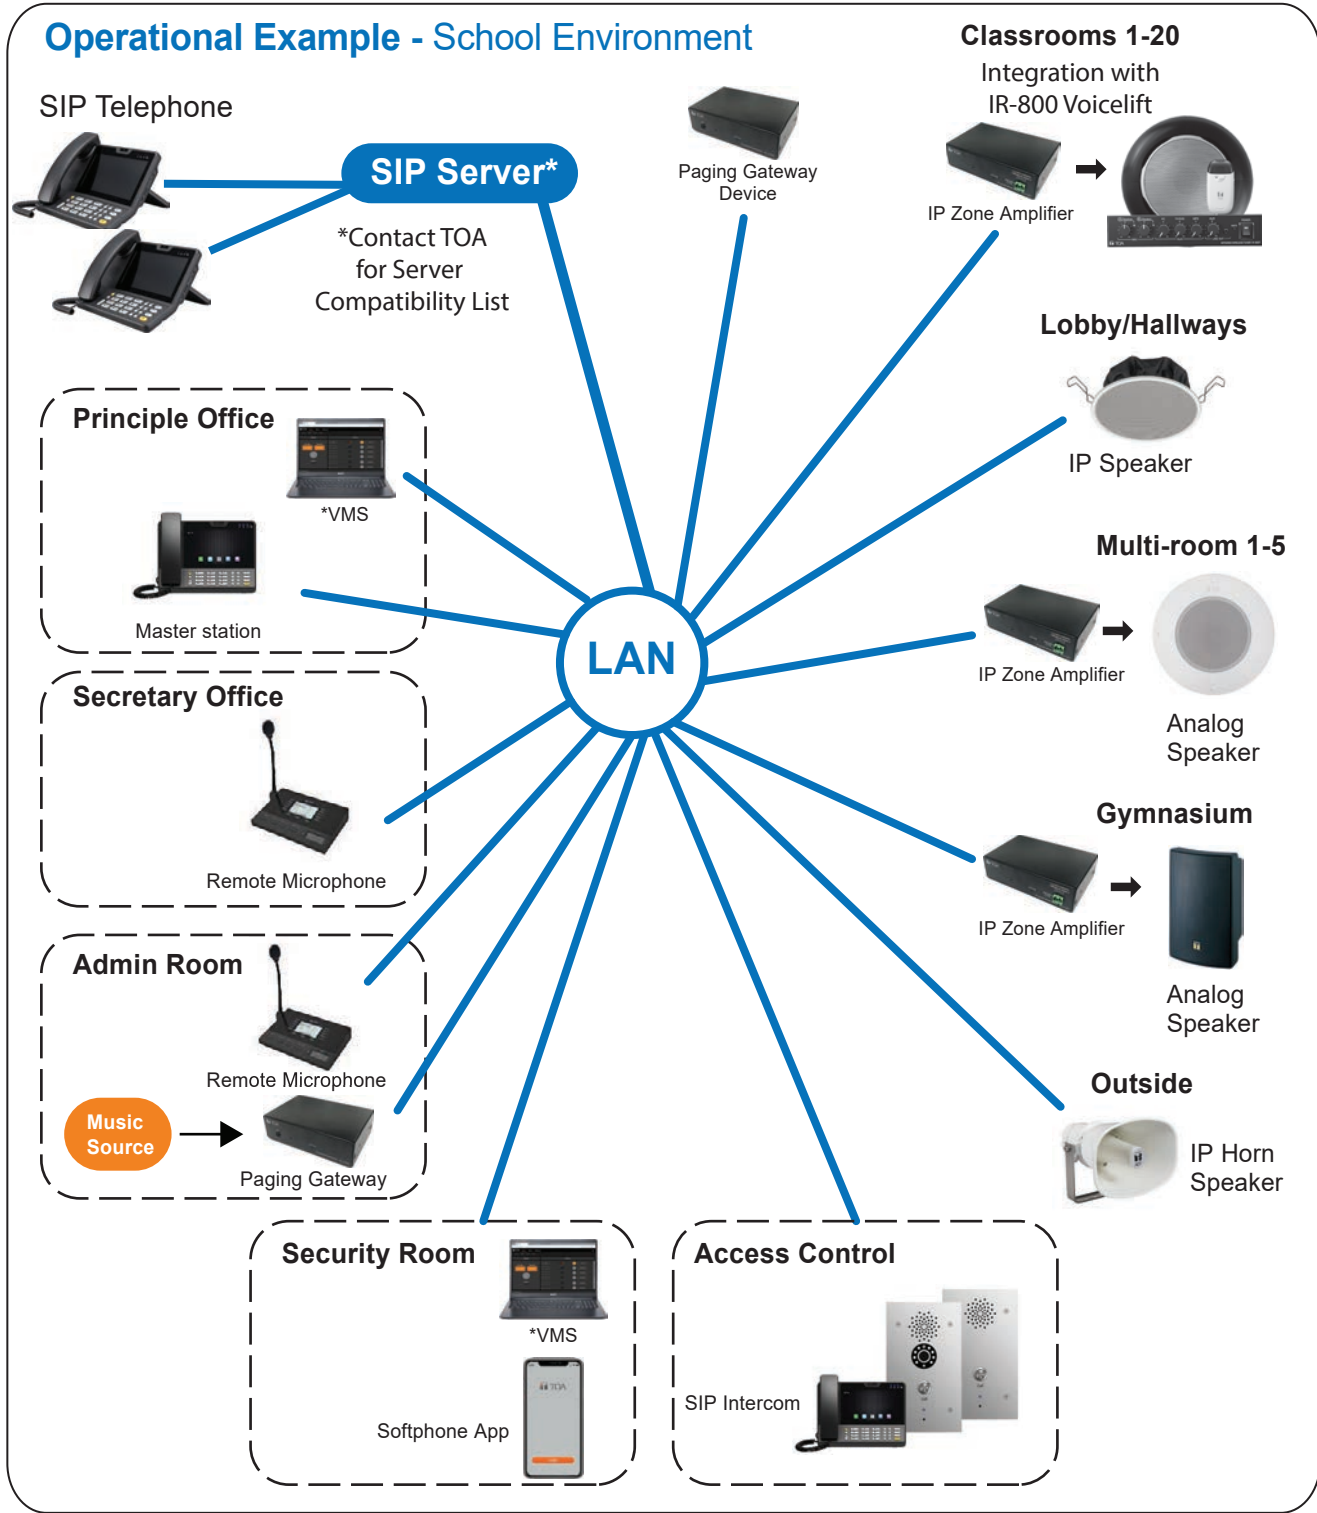 Operational Example - School Environment
SIP Telephone
SIP Server*
*Contact TOA
for Server
Compatibility List
Paging Gateway
Device
Classrooms 1-20
Integration with
IR-800 Voicelift
IP Zone Amplifier
TOA
Lobby/Hallways
IP Speaker
Multi-room 1-5
IP Zone Amplifier
Analog
Speaker
Gymnasium
IP Zone Amplifier
Analog
Speaker
Outside
IP Horn
Speaker
LAN
Principle Office
*VMS
Master station
Secretary Office
Remote Microphone
Admin Room
Remote Microphone
Music
Source
Paging Gateway
Security Room
*VMS
TOA
Softphone App
Access Control
SIP Intercom